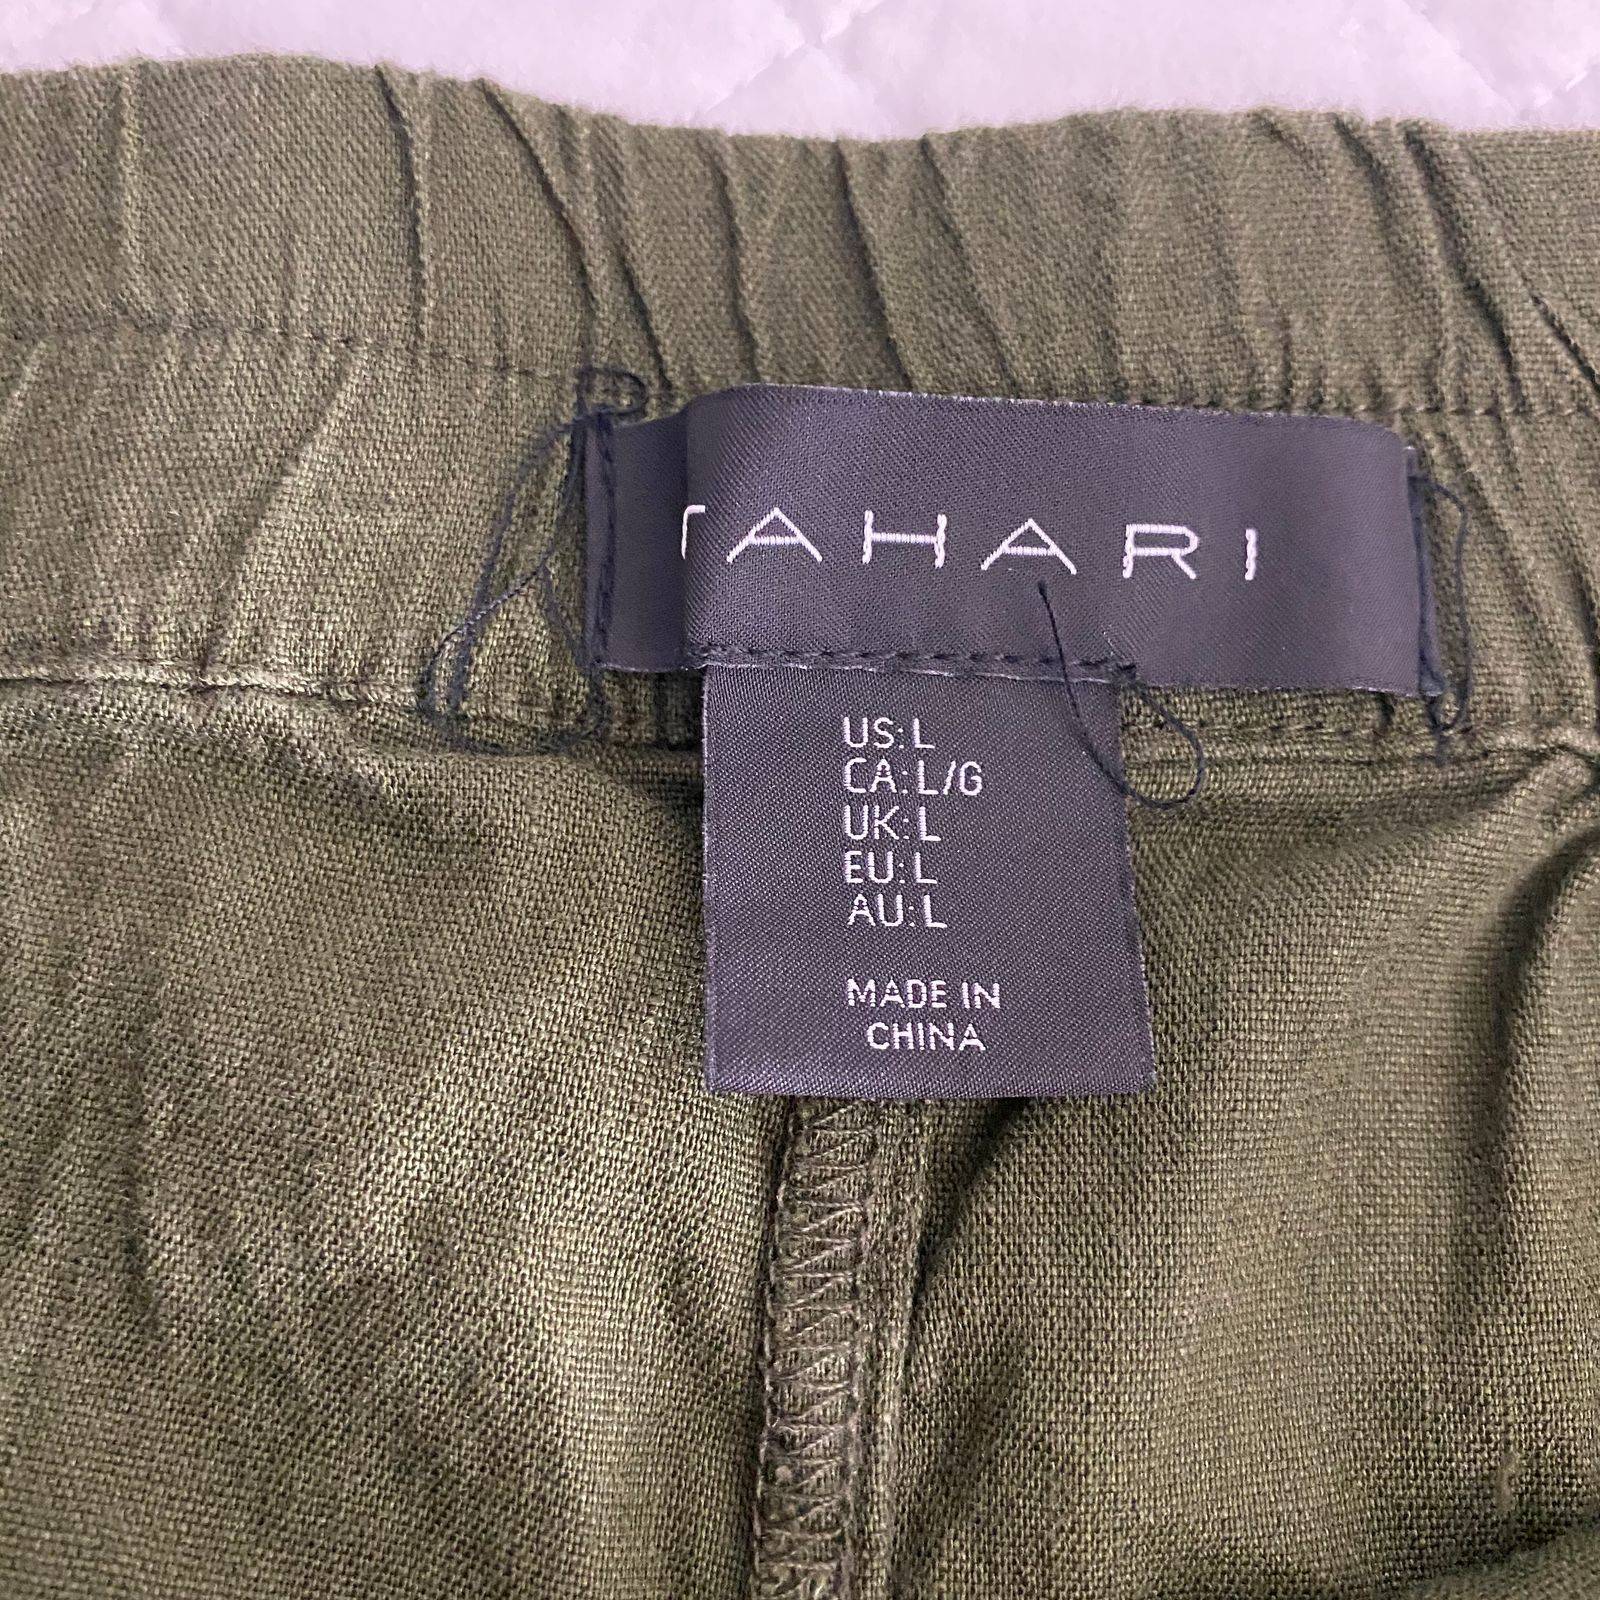 TAHARI
US: L
CA: L/G
UK: L
EU: L
AU: L
MADE IN
CHINA